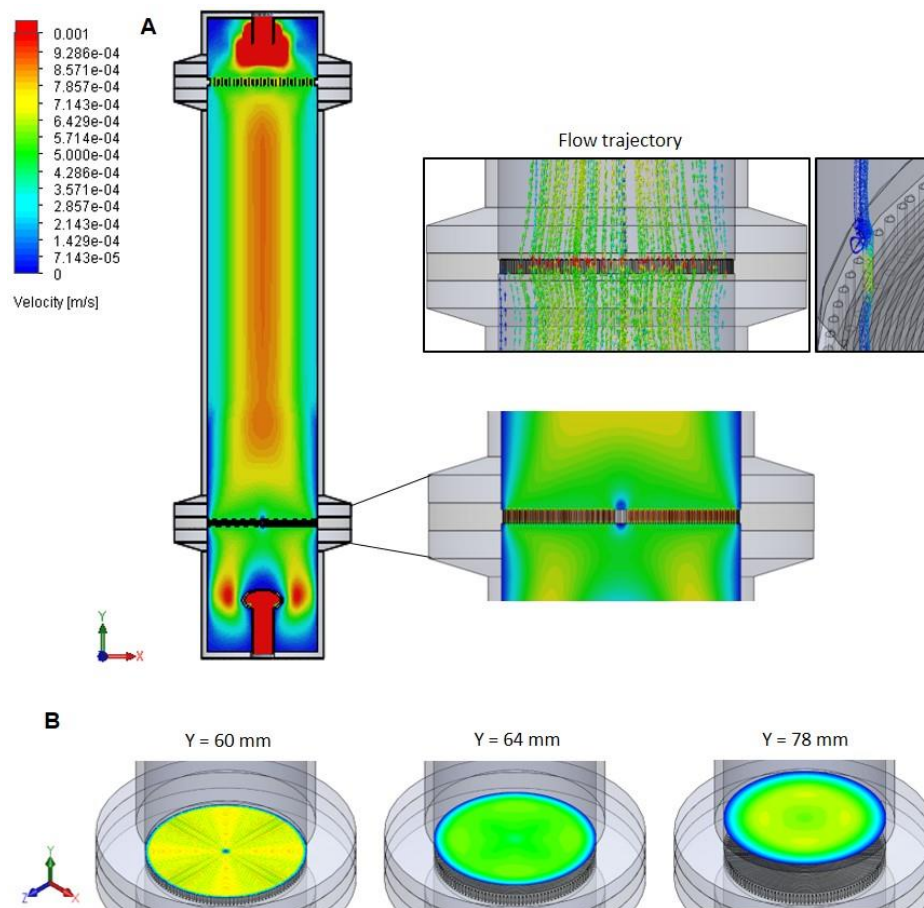 A
0.001
9.286e-04
8.571e-04
7.857e-04
7.143e-04
6.429e-04
5.714e-04
5.000e-04
4.286e-04
3.571e-04
2.857e-04
2.143e-04
1.429e-04
7.143e-05
0
Velocity [m/s]
Flow trajectory
Y
X
B
Y = 60 mm
Y = 64 mm
Y = 78 mm
Y
Z
X